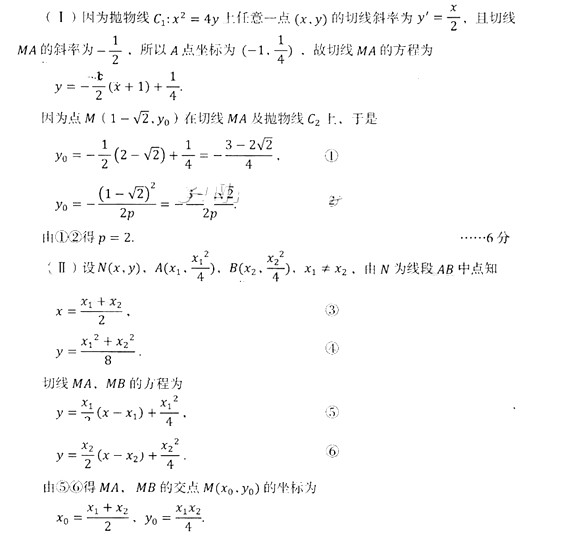 (Ⅰ)因为抛物线 C₁: x² = 4y 上任意一点 (x, y) 的切线斜率为 y' = x/2, 且切线
MA 的斜率为 -1/2, 所以 A 点坐标为 (-1, 1/4), 故切线 MA 的方程为
y = -1/2(x + 1) + 1/4.
因为点 M(1 - √2, y₀) 在切线 MA 及抛物线 C₂ 上, 于是
y₀ = -1/2(2 - √2) + 1/4 = -(3 - 2√2)/4, ①
y₀ = -(1 - √2)²/2p = - √2/2p.
由①②得 p = 2. ……6 分
(Ⅱ)设 N(x, y), A(x₁, x₁²/4), B(x₂, x₂²/4), x₁ ≠ x₂, 由 N 为线段 AB 中点知
x = (x₁ + x₂)/2, ③
y = (x₁² + x₂²)/8. ④
切线 MA, MB 的方程为
y = x₁/2(x - x₁) + x₁²/4, ⑤
y = x₂/2(x - x₂) + x₂²/4. ⑥
由⑤⑥得 MA, MB 的交点 M(x₀, y₀) 的坐标为
x₀ = (x₁ + x₂)/2, y₀ = x₁x₂/4.